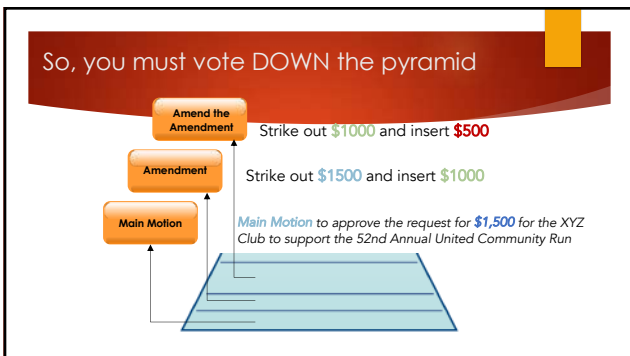 So, you must vote DOWN the pyramid
Amend the
Amendment
Strike out $1000 and insert $500
Amendment
Strike out $1500 and insert $1000
Main Motion
Main Motion to approve the request for $1,500 for the XYZ
Club to support the 52nd Annual United Community Run